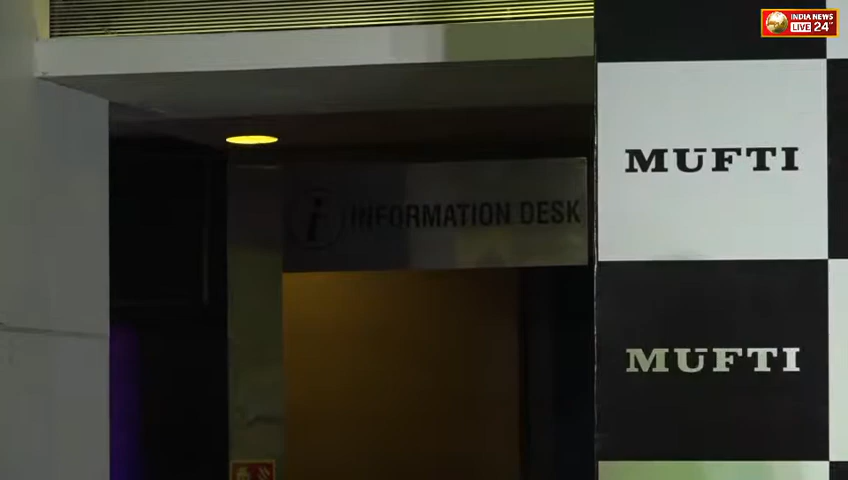 INDIA NEWS
LIVE 24
MUFTI
i INFORMATION DESK
MUFTI